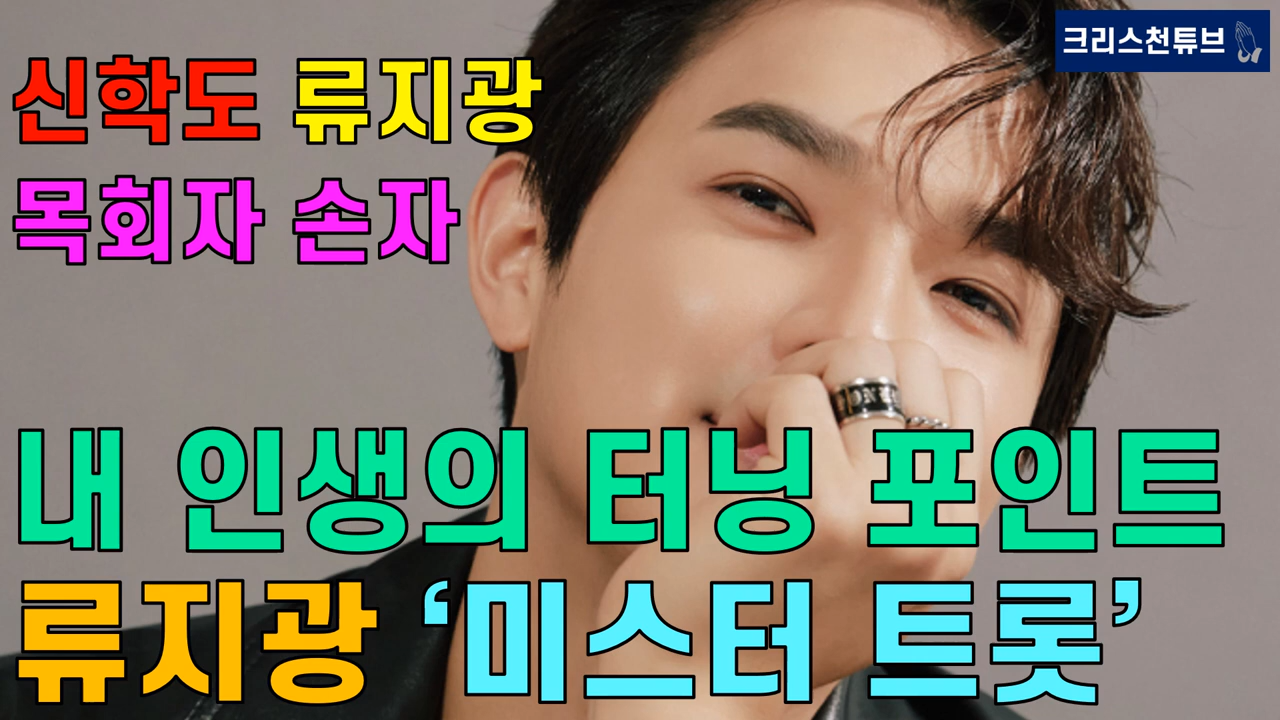 크리스천튜브
신학도 류지광
목회자 손자
내 인생의 터닝 포인트
류지광 ‘미스터 트롯’